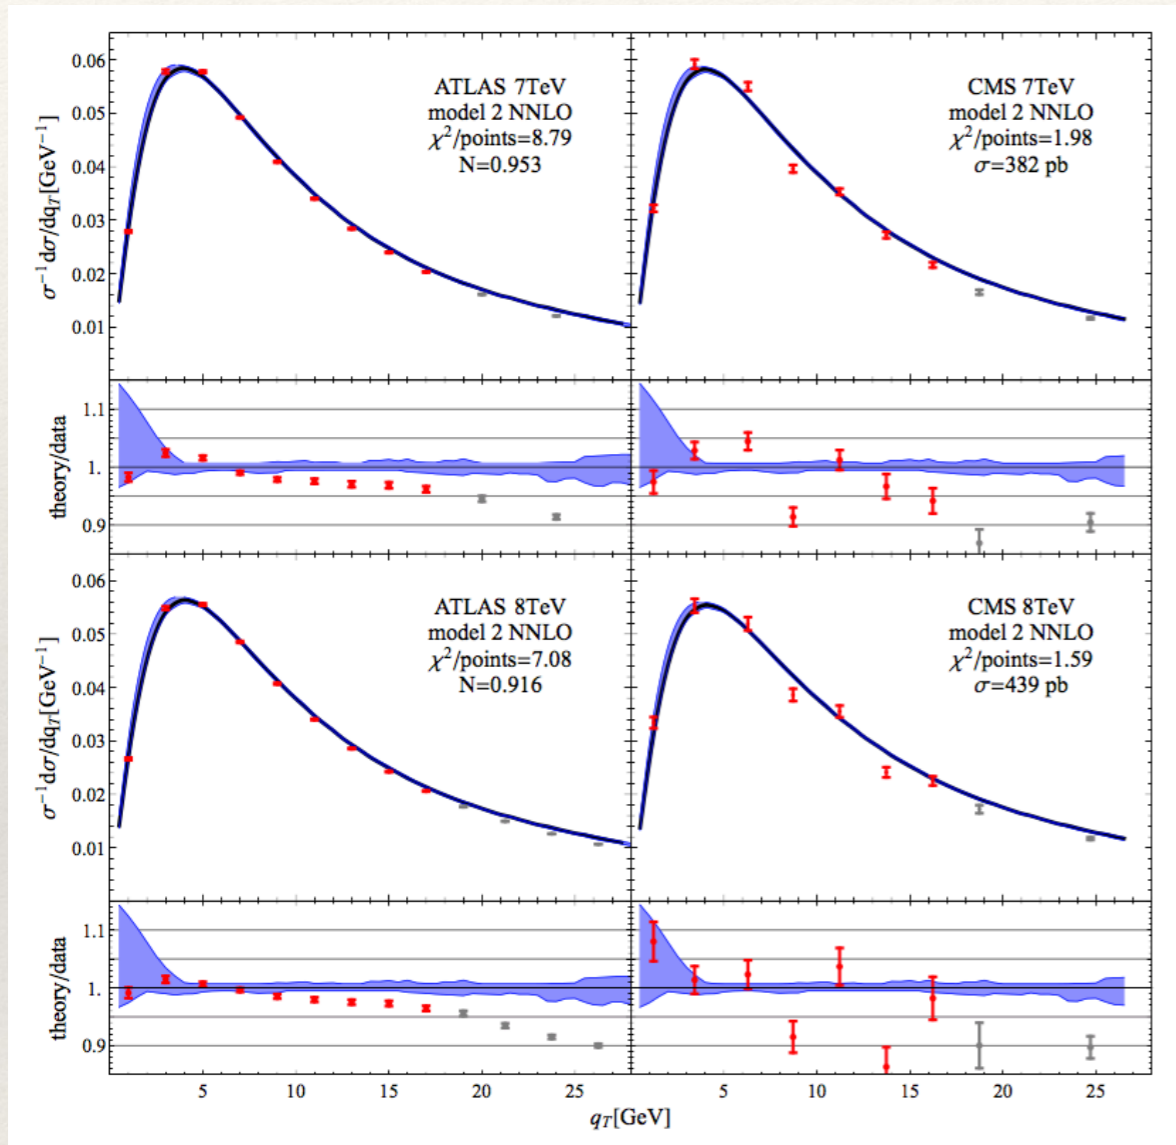 σ⁻¹dσ/dq_T[GeV⁻¹]
0.06
0.05
0.04
0.03
0.02
0.01
ATLAS 7TeV
model 2 NNLO
χ²/points=8.79
N=0.953
CMS 7TeV
model 2 NNLO
χ²/points=1.98
σ=382 pb
theory/data
1.1
1.
0.9
σ⁻¹dσ/dq_T[GeV⁻¹]
0.06
0.05
0.04
0.03
0.02
0.01
ATLAS 8TeV
model 2 NNLO
χ²/points=7.08
N=0.916
CMS 8TeV
model 2 NNLO
χ²/points=1.59
σ=439 pb
theory/data
1.1
1.
0.9
5 10 15 20 25 5 10 15 20 25
q_T[GeV]